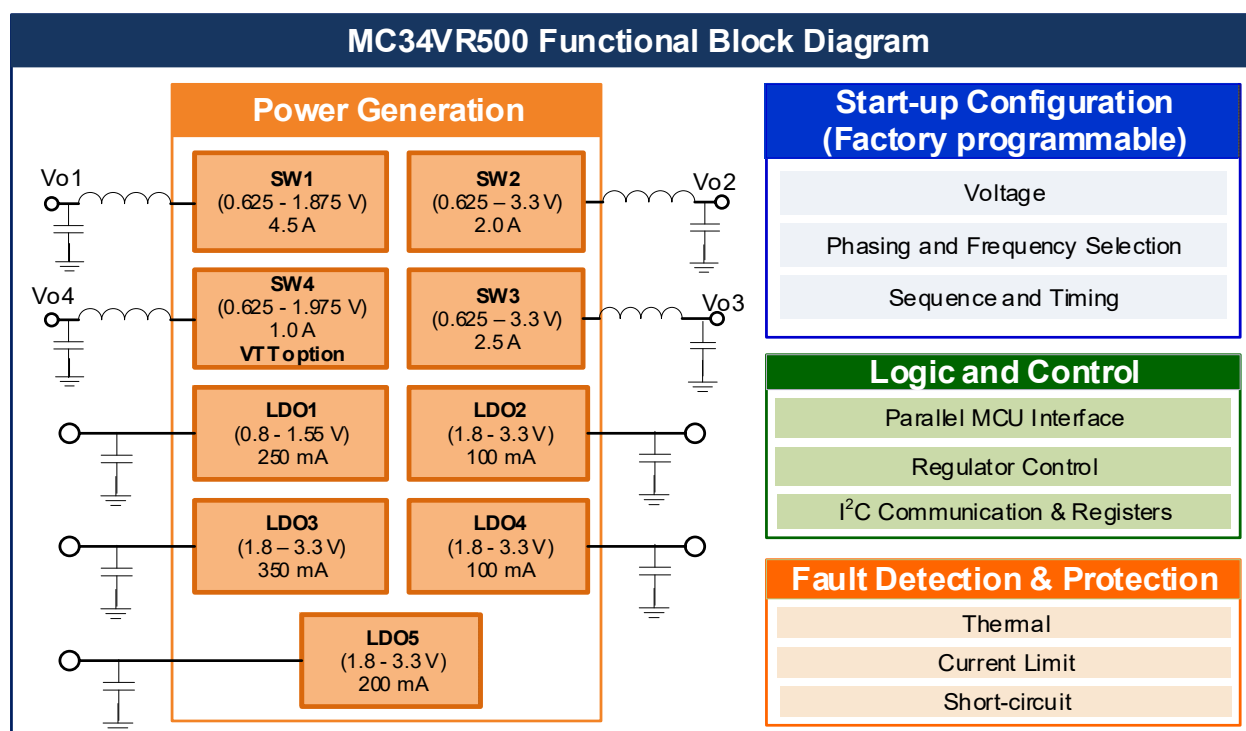 MC34VR500 Functional Block Diagram
Power Generation
Vo1
SW1
(0.625 - 1.875 V)
4.5 A
SW2
(0.625 – 3.3 V)
2.0 A
Vo2
Vo4
SW4
(0.625 - 1.975 V)
1.0 A
VTT option
SW3
(0.625 – 3.3 V)
2.5 A
Vo3
LDO1
(0.8 - 1.55 V)
250 mA
LDO2
(1.8 - 3.3 V)
100 mA
LDO3
(1.8 – 3.3 V)
350 mA
LDO4
(1.8 - 3.3 V)
100 mA
LDO5
(1.8 - 3.3 V)
200 mA
Start-up Configuration
(Factory programmable)
Voltage
Phasing and Frequency Selection
Sequence and Timing
Logic and Control
Parallel MCU Interface
Regulator Control
I²C Communication & Registers
Fault Detection & Protection
Thermal
Current Limit
Short-circuit